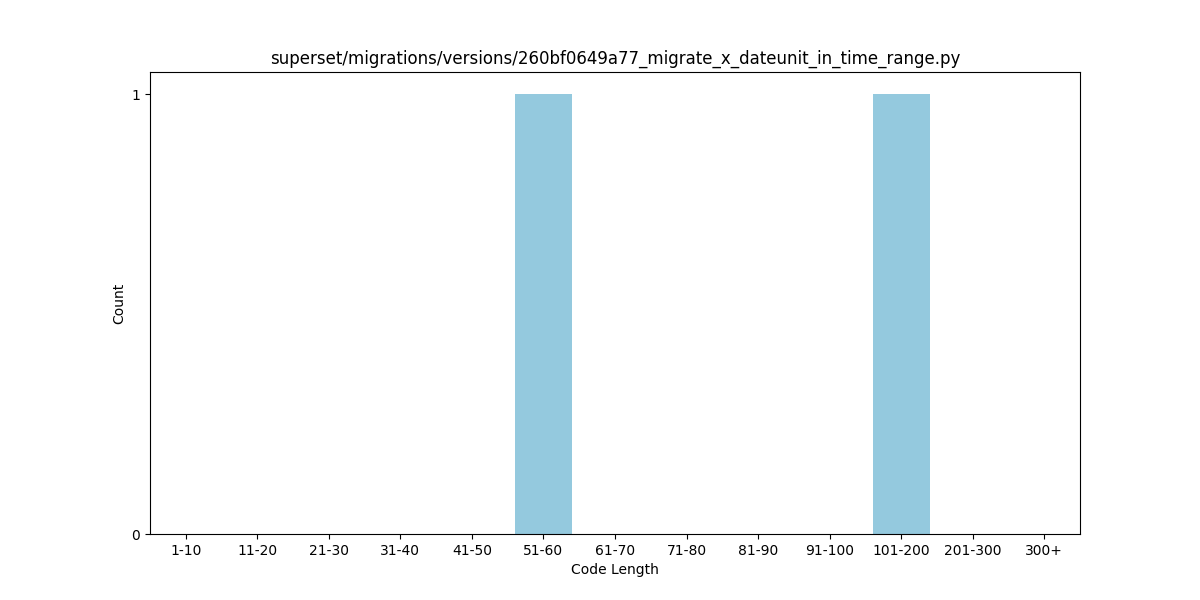 superset/migrations/versions/260bf0649a77_migrate_x_dateunit_in_time_range.py
1
Count
0
1-10 11-20 21-30 31-40 41-50 51-60 61-70 71-80 81-90 91-100 101-200 201-300 300+
Code Length